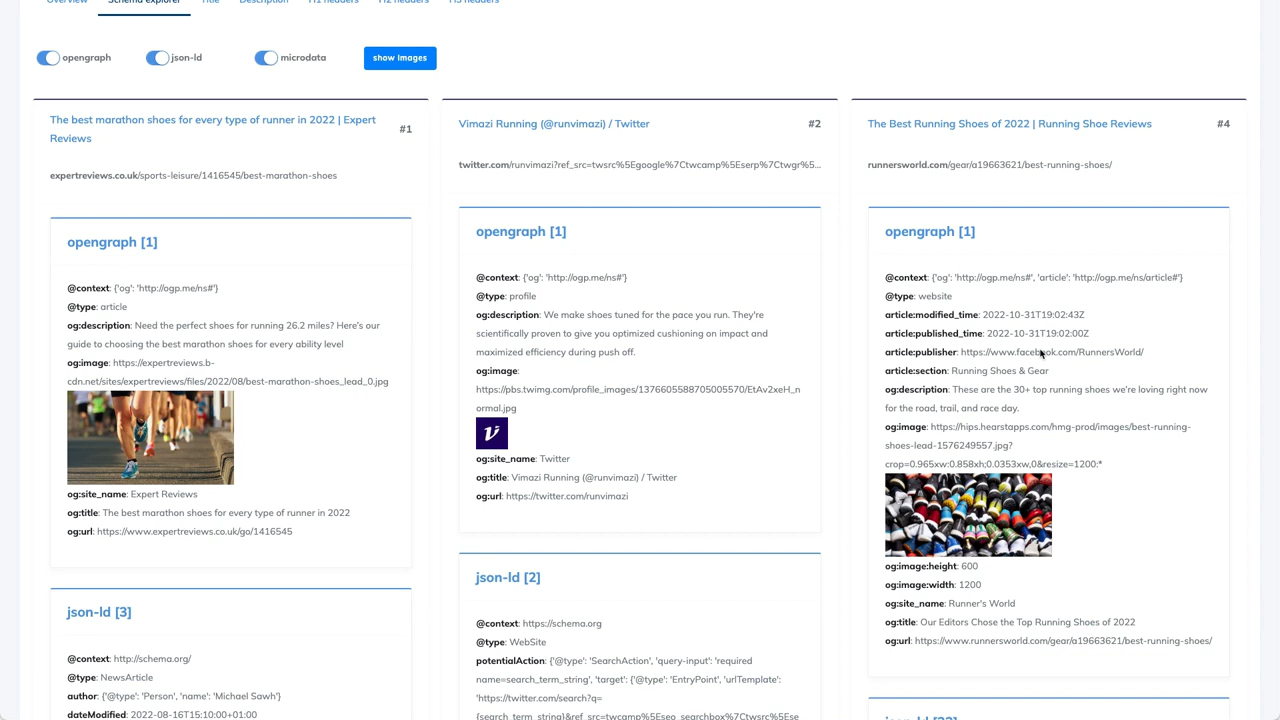 Overview Schema explorer Title Description H1 headers H2 headers H3 headers
opengraph json-ld microdata show images
The best marathon shoes for every type of runner in 2022 | Expert
Reviews
#1
expertreviews.co.uk/sports-leisure/1416545/best-marathon-shoes
opengraph [1]
@context: {'og': 'http://ogp.me/ns#'}
@type: article
og:description: Need the perfect shoes for running 26.2 miles? Here's our
guide to choosing the best marathon shoes for every ability level
og:image: https://expertreviews.b-
cdn.net/sites/expertreviews/files/2022/08/best-marathon-shoes_lead_0.jpg
og:site_name: Expert Reviews
og:title: The best marathon shoes for every type of runner in 2022
og:url: https://www.expertreviews.co.uk/go/1416545
json-ld [3]
@context: http://schema.org/
@type: NewsArticle
author: {'@type': 'Person', 'name': 'Michael Sawh'}
dateModified: 2022-08-16T15:10:00+01:00
Vimazi Running (@runvimazi) / Twitter
#2
twitter.com/runvimazi?ref_src=twsrc%5Egoogle%7Ctwcamp%5Eserp%7Ctwgr%5...
opengraph [1]
@context: {'og': 'http://ogp.me/ns#'}
@type: profile
og:description: We make shoes tuned for the pace you run. They're
scientifically proven to give you optimized cushioning on impact and
maximized efficiency during push off.
og:image:
https://pbs.twimg.com/profile_images/1376605588705005570/EtAv2xeH_n
ormal.jpg
og:site_name: Twitter
og:title: Vimazi Running (@runvimazi) / Twitter
og:url: https://twitter.com/runvimazi
json-ld [2]
@context: https://schema.org
@type: WebSite
potentialAction: {'@type': 'SearchAction', 'query-input': 'required
name=search_term_string', 'target': {'@type': 'EntryPoint', 'urlTemplate':
'https://twitter.com/search?q=
{search_term_string}&ref_src=twcamp%5Eseo_searchbox%7Ctwsrc%5Ese
The Best Running Shoes of 2022 | Running Shoe Reviews
#4
runnersworld.com/gear/a19663621/best-running-shoes/
opengraph [1]
@context: {'og': 'http://ogp.me/ns#', 'article': 'http://ogp.me/ns/article#'}
@type: website
article:modified_time: 2022-10-31T19:02:43Z
article:published_time: 2022-10-31T19:02:00Z
article:publisher: https://www.facebook.com/RunnersWorld/
article:section: Running Shoes & Gear
og:description: These are the 30+ top running shoes we're loving right now
for the road, trail, and race day.
og:image: https://hips.hearstapps.com/hmg-prod/images/best-running-
shoes-lead-1576249557.jpg?
crop=0.965xw:0.858xh;0.0353xw,0&resize=1200:*
og:image:height: 600
og:image:width: 1200
og:site_name: Runner's World
og:title: Our Editors Chose the Top Running Shoes of 2022
og:url: https://www.runnersworld.com/gear/a19663621/best-running-shoes/